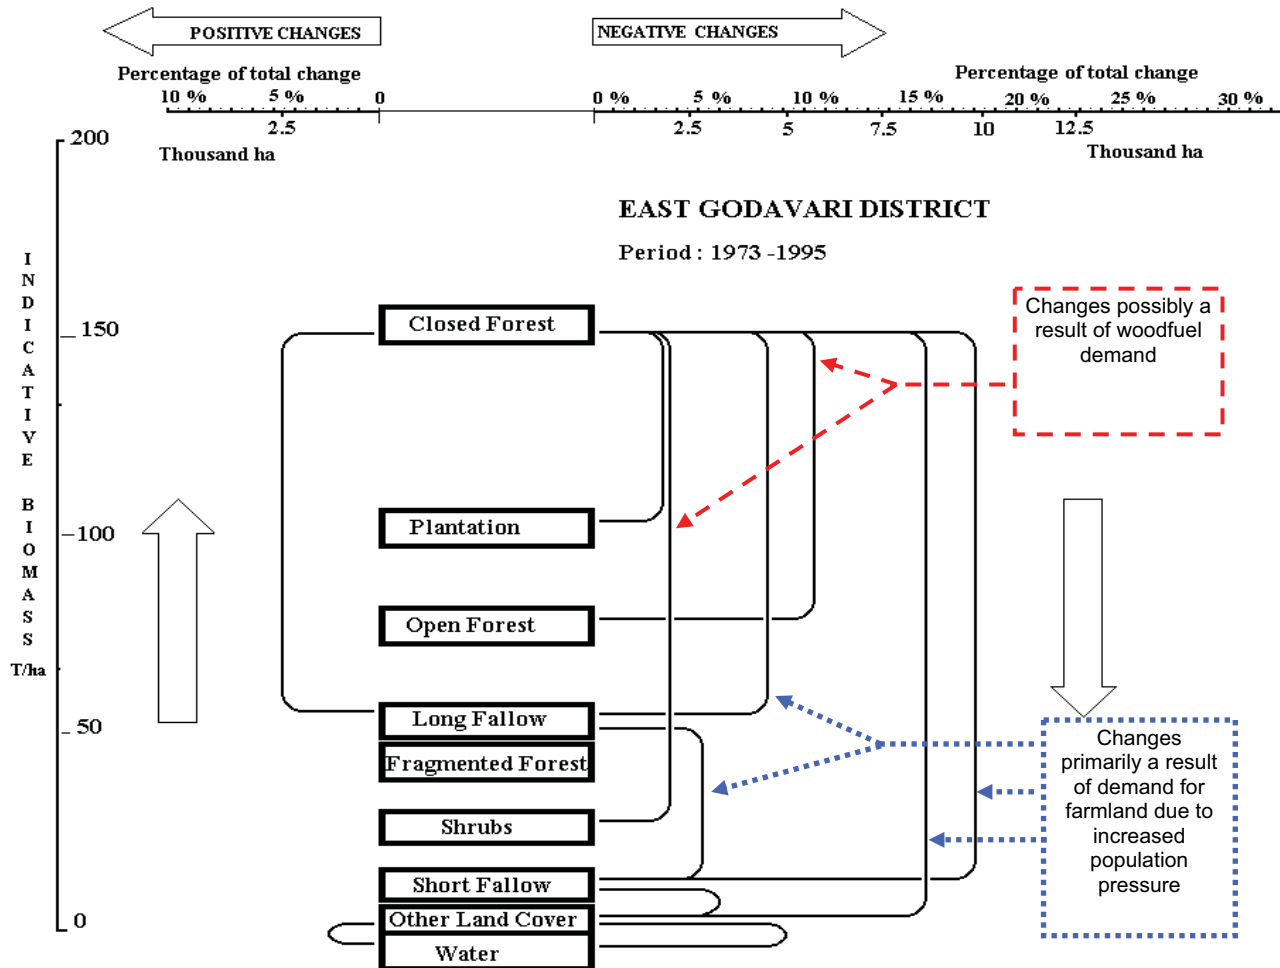 POSITIVE CHANGES
NEGATIVE CHANGES
Percentage of total change
Percentage of total change
10 % 5 % 0 0 % 5 % 10 % 15 % 20 % 25 % 30 %
2.5 2.5 5 7.5 10 12.5
200
Thousand ha
Thousand ha
EAST GODAVARI DISTRICT
Period : 1973 -1995
INDICATIVE BIOMASS
T/ha
150
100
50
0
Closed Forest
Plantation
Open Forest
Long Fallow
Fragmented Forest
Shrubs
Short Fallow
Other Land Cover
Water
Changes possibly a
result of woodfuel
demand
Changes
primarily a result
of demand for
farmland due to
increased
population
pressure